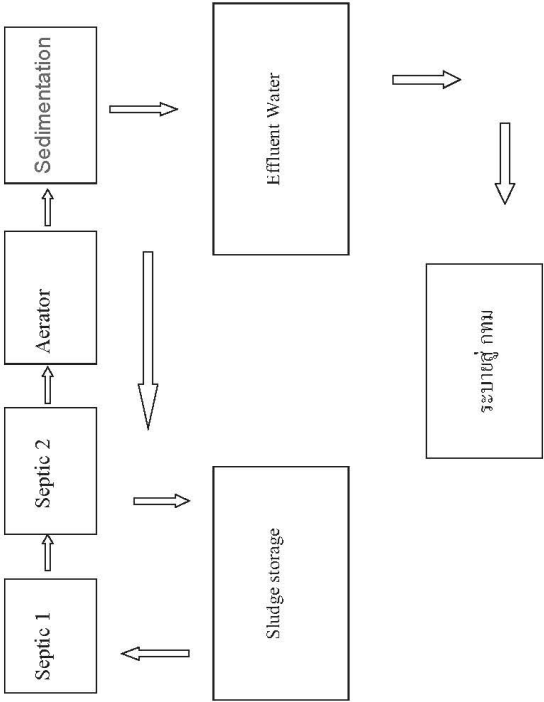 Septic 1
Septic 2
Aerator
Sedimentation
Sludge storage
Effluent Water
ระบายสู่ กทม